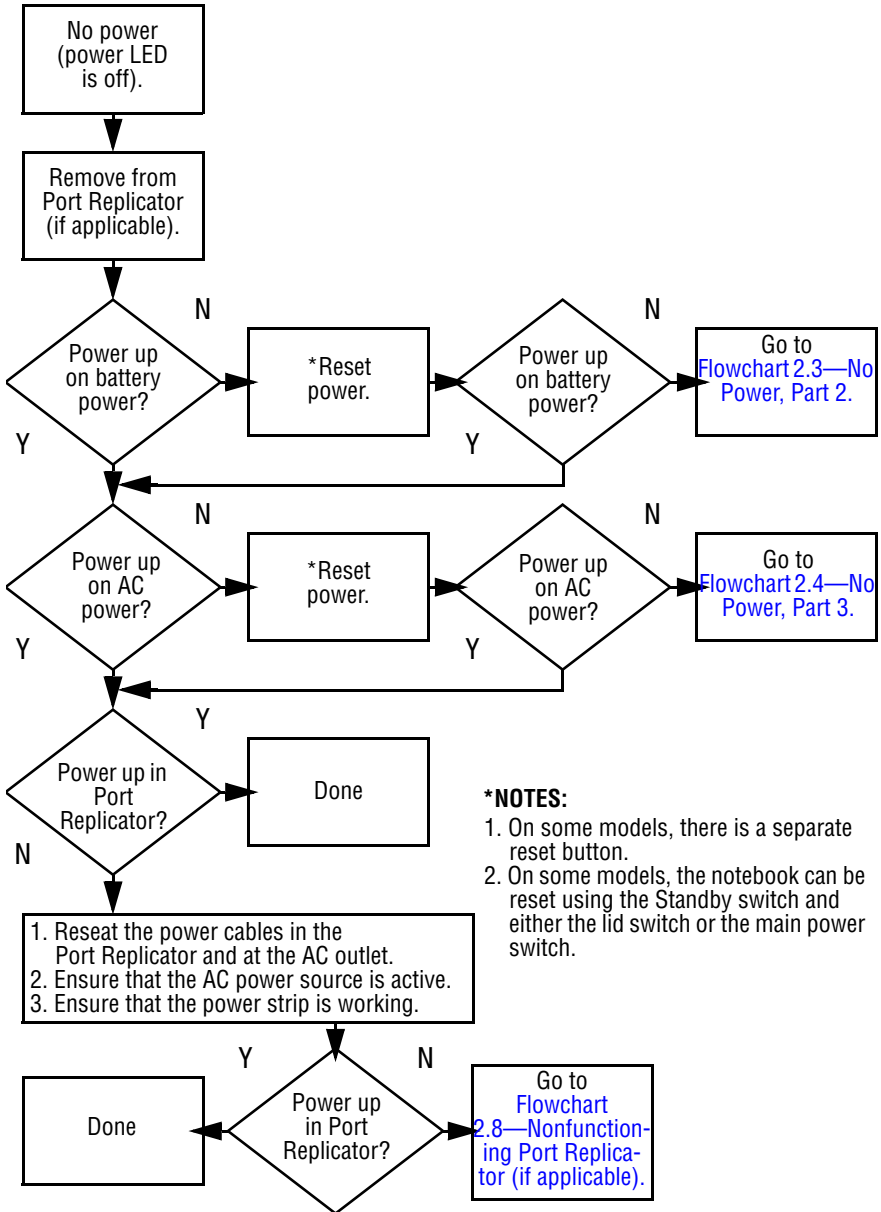 No power
(power LED
is off).
Remove from
Port Replicator
(if applicable).
N
Power up
on battery
power?
Y
*Reset
power.
N
Power up
on battery
power?
Y
Go to
Flowchart 2.3—No
Power, Part 2.
N
Power up
on AC
power?
Y
*Reset
power.
N
Power up
on AC
power?
Y
Go to
Flowchart 2.4—No
Power, Part 3.
Y
Power up in
Port
Replicator?
N
Done
*NOTES:
1. On some models, there is a separate
reset button.
2. On some models, the notebook can be
reset using the Standby switch and
either the lid switch or the main power
switch.
1. Reseat the power cables in the
Port Replicator and at the AC outlet.
2. Ensure that the AC power source is active.
3. Ensure that the power strip is working.
Y
N
Done
Power up
in Port
Replicator?
Go to
Flowchart
2.8—Nonfunction-
ing Port Replica-
tor (if applicable).